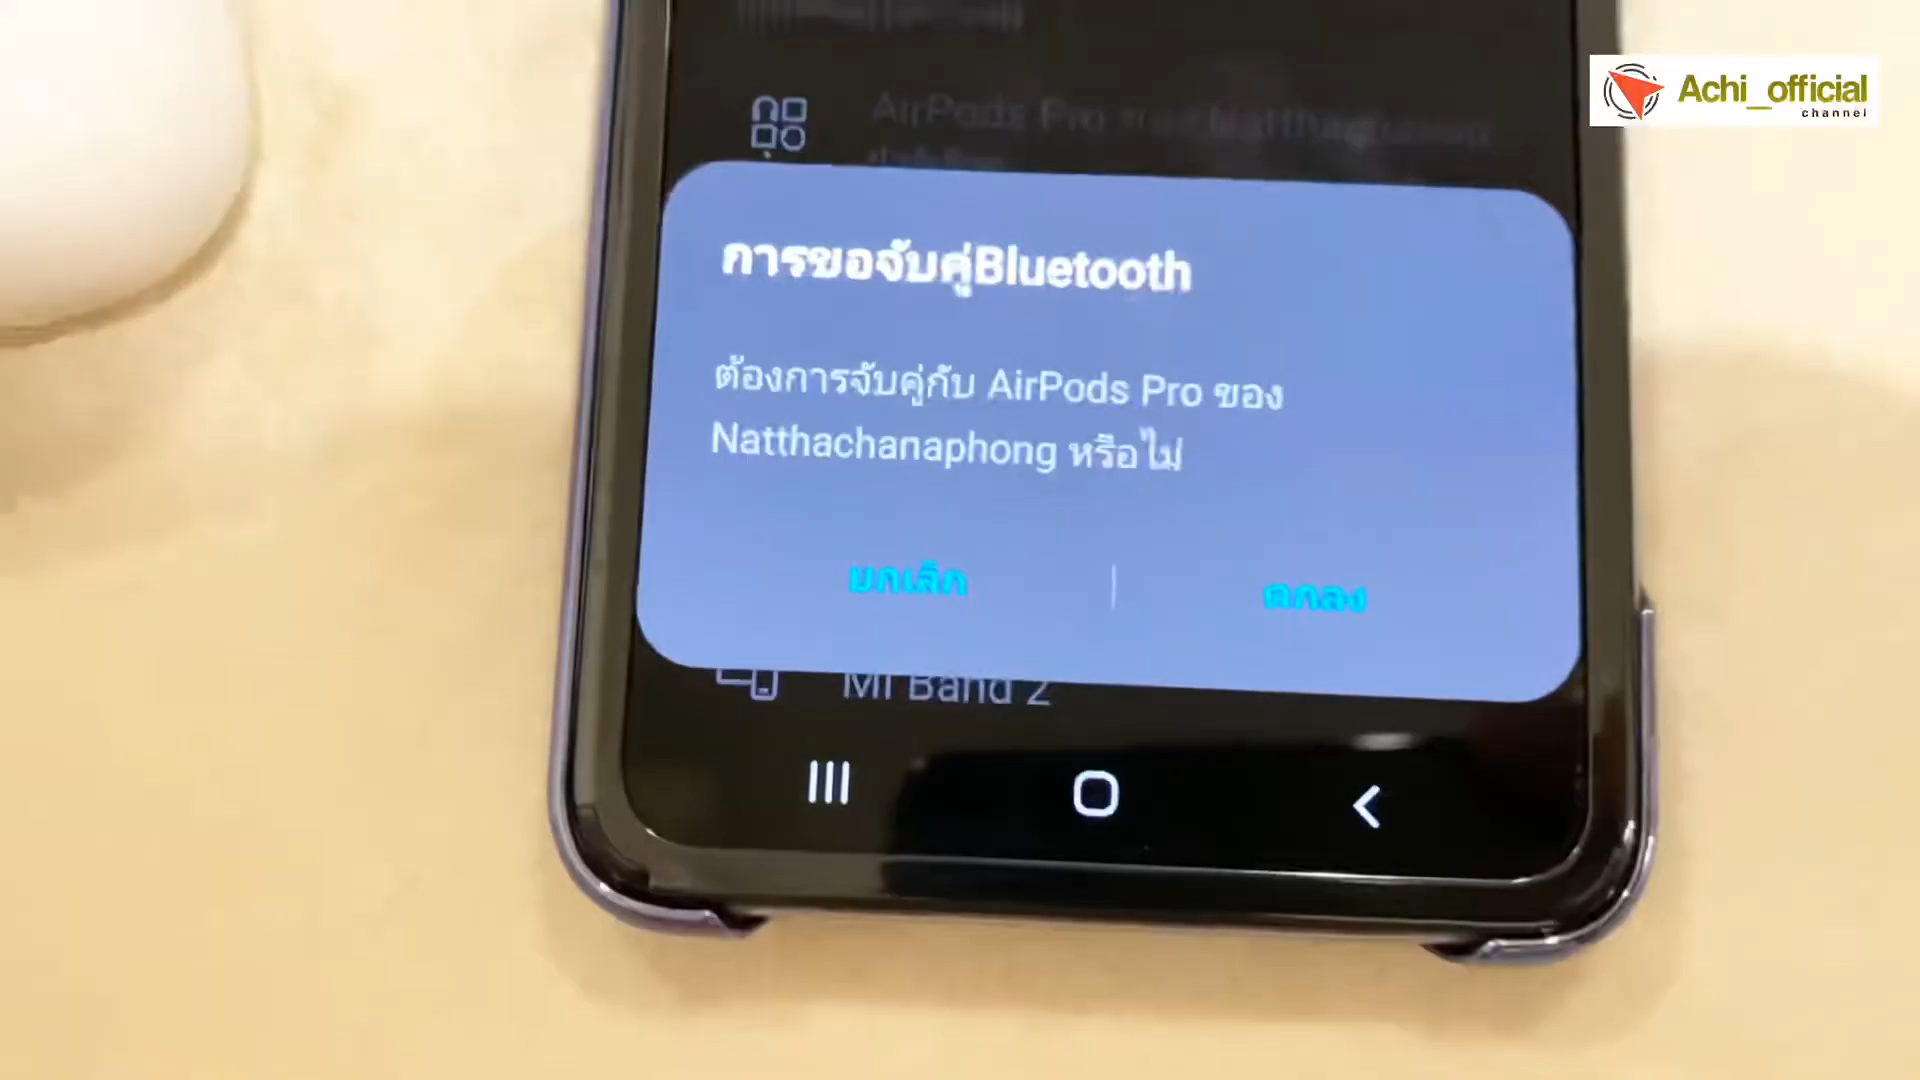 Achi_official
channel
AirPods Pro
การขอจับคู่Bluetooth
ต้องการจับคู่กับ AirPods Pro ของ
Natthachanaphong หรือไม่
ยกเลิก
ตกลง
MI Band 2